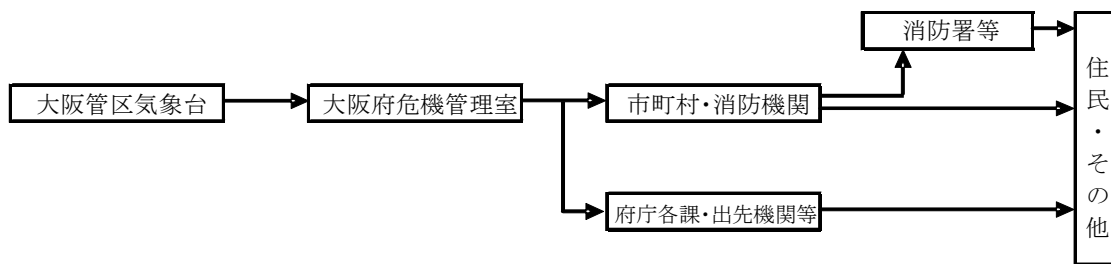 消防署等
大阪管区気象台
大阪府危機管理室
市町村・消防機関
府庁各課・出先機関等
住民・その他